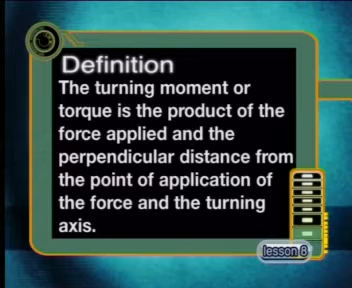 Definition
The turning moment or
torque is the product of the
force applied and the
perpendicular distance from
the point of application of
the force and the turning
axis.
lesson 8